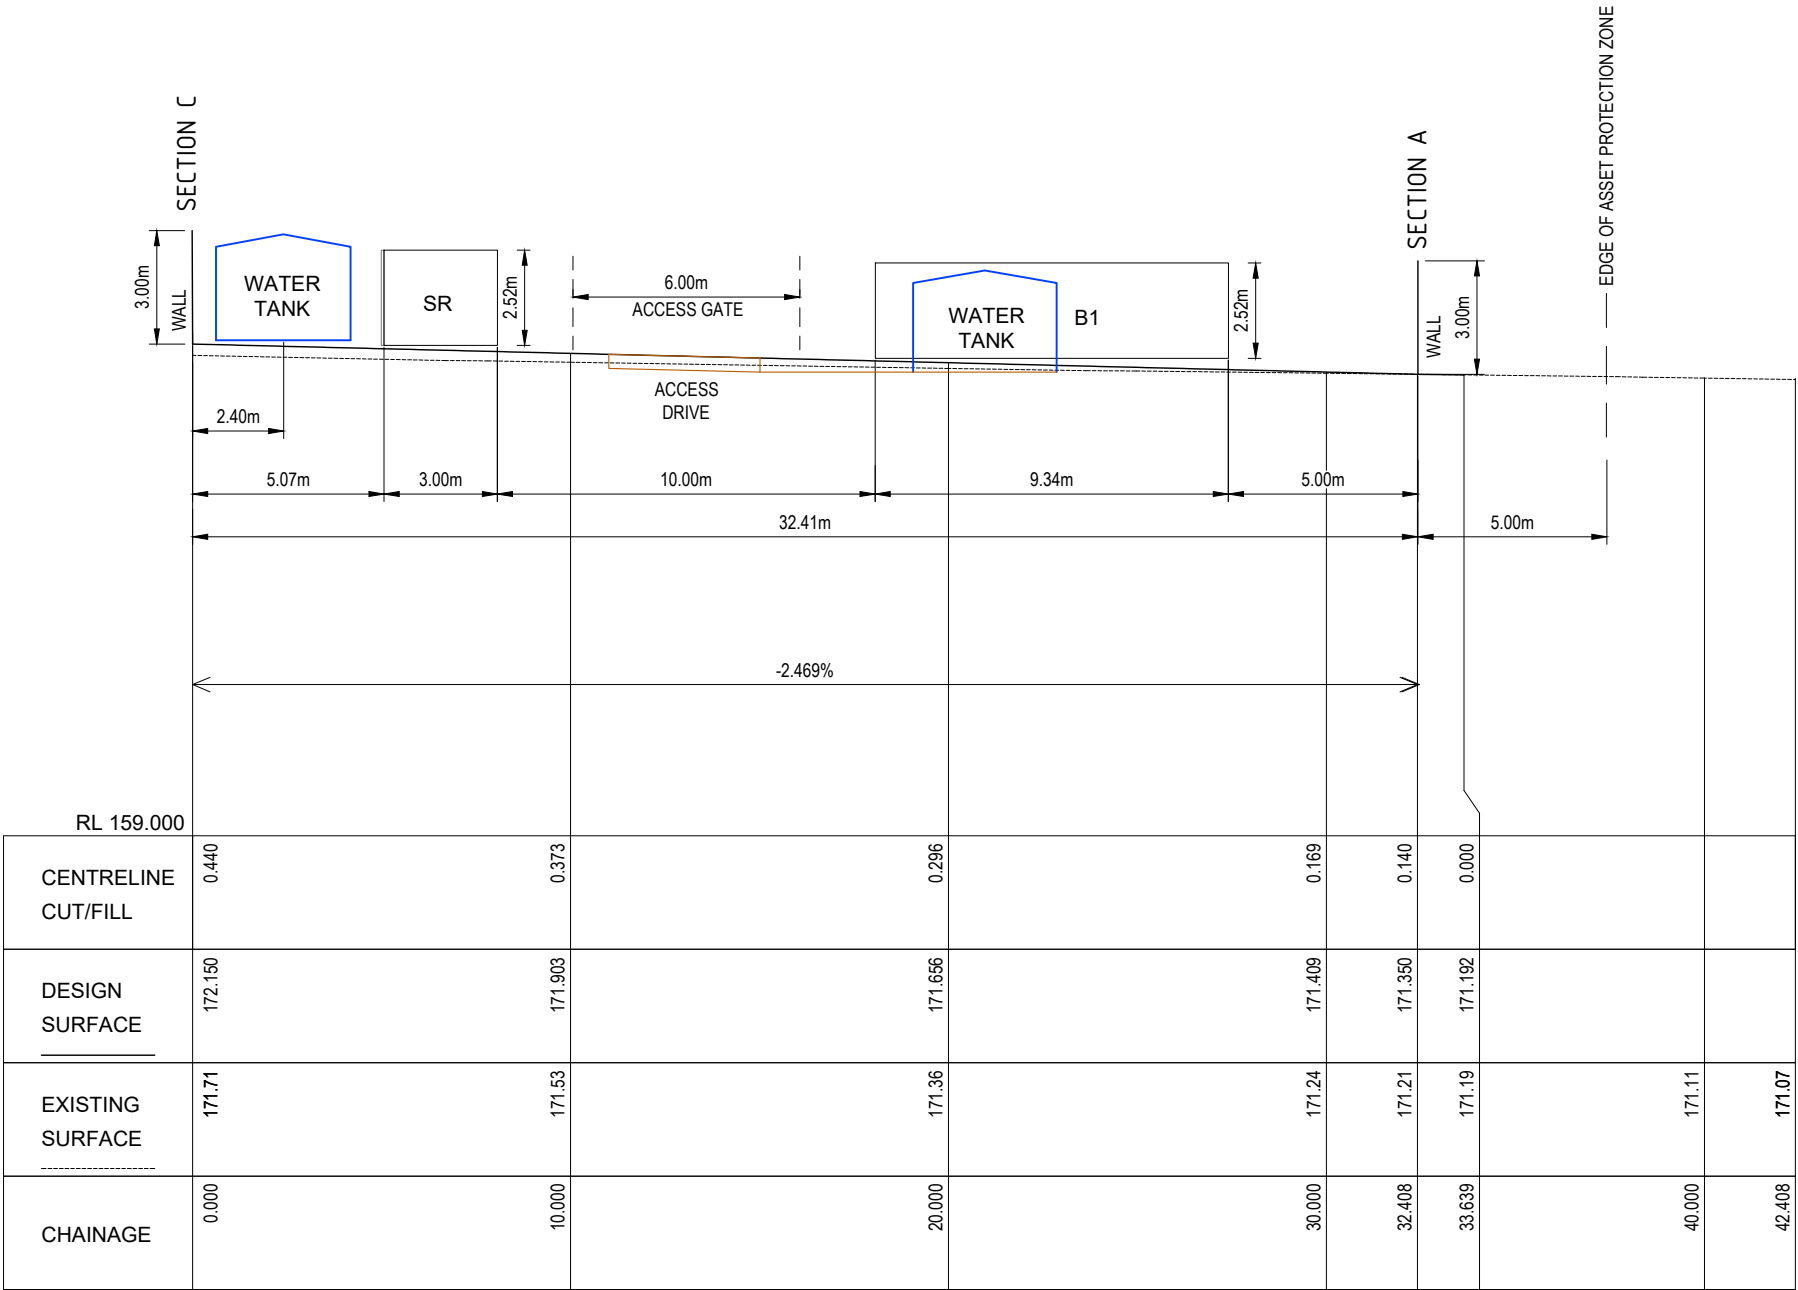 SECTION C
SECTION A
EDGE OF ASSET PROTECTION ZONE
3.00m
WALL
WATER
TANK
SR
2.52m
6.00m
ACCESS GATE
WATER
TANK
B1
2.52m
WALL
3.00m
ACCESS
DRIVE
2.40m
5.07m
3.00m
10.00m
9.34m
5.00m
32.41m
5.00m
-2.469%
RL 159.000
CENTRELINE
CUT/FILL
0.440
0.373
0.296
0.169
0.140
0.000
DESIGN
SURFACE
172.150
171.903
171.656
171.409
171.350
171.192
EXISTING
SURFACE
171.71
171.53
171.36
171.24
171.21
171.19
171.11
171.07
CHAINAGE
0.000
10.000
20.000
30.000
32.408
33.639
40.000
42.408